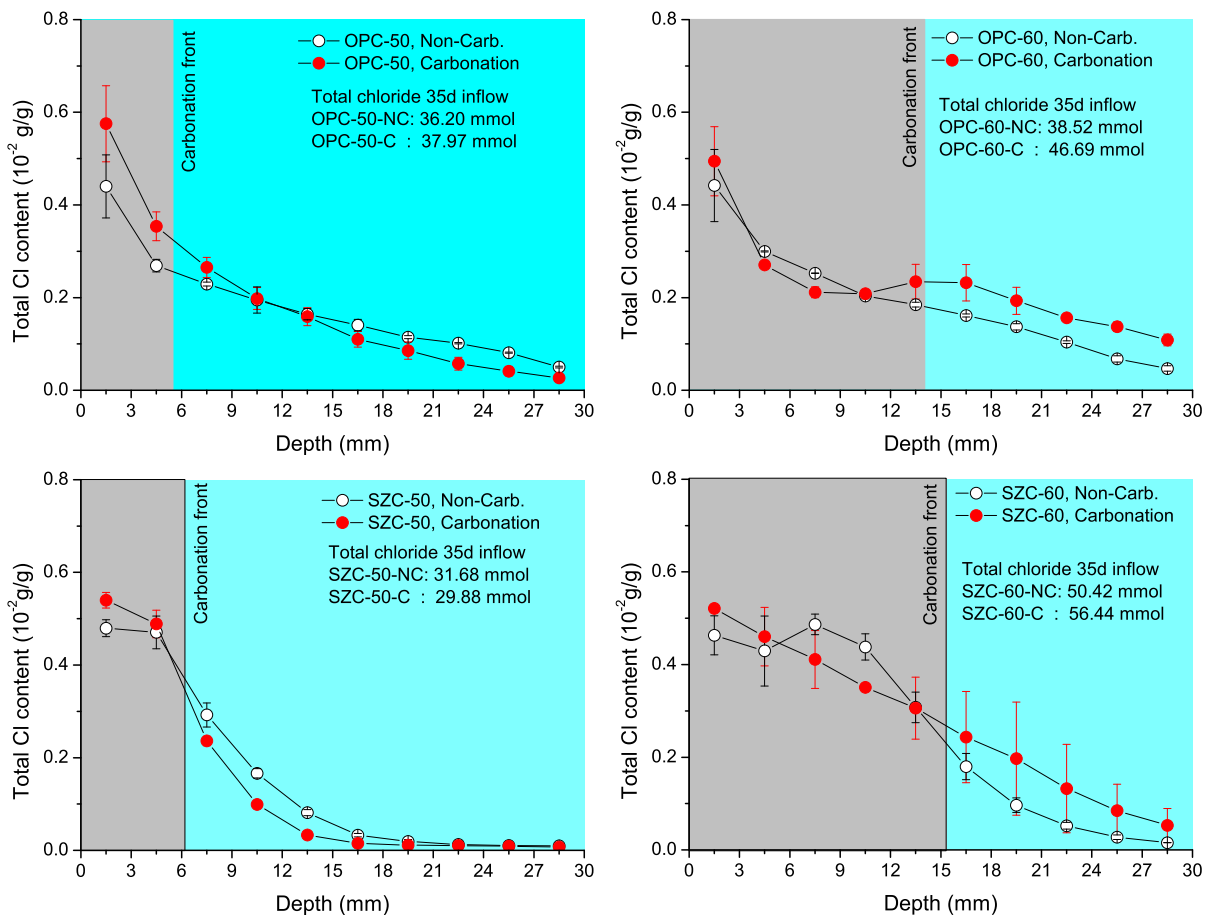 0.8
0.6
0.4
0.2
0.0
Total Cl content (10-2 g/g)
Carbonation front
OPC-50, Non-Carb.
OPC-50, Carbonation
Total chloride 35d inflow
OPC-50-NC: 36.20 mmol
OPC-50-C : 37.97 mmol
0 3 6 9 12 15 18 21 24 27 30
Depth (mm)
0.8
0.6
0.4
0.2
0.0
Total Cl content (10-2 g/g)
Carbonation front
OPC-60, Non-Carb.
OPC-60, Carbonation
Total chloride 35d inflow
OPC-60-NC: 38.52 mmol
OPC-60-C : 46.69 mmol
0 3 6 9 12 15 18 21 24 27 30
Depth (mm)
0.8
0.6
0.4
0.2
0.0
Total Cl content (10-2g/g)
Carbonation front
SZC-50, Non-Carb.
SZC-50, Carbonation
Total chloride 35d inflow
SZC-50-NC: 31.68 mmol
SZC-50-C : 29.88 mmol
0 3 6 9 12 15 18 21 24 27 30
Depth (mm)
0.8
0.6
0.4
0.2
0.0
Total Cl content (10-2g/g)
Carbonation front
SZC-60, Non-Carb.
SZC-60, Carbonation
Total chloride 35d inflow
SZC-60-NC: 50.42 mmol
SZC-60-C : 56.44 mmol
0 3 6 9 12 15 18 21 24 27 30
Depth (mm)